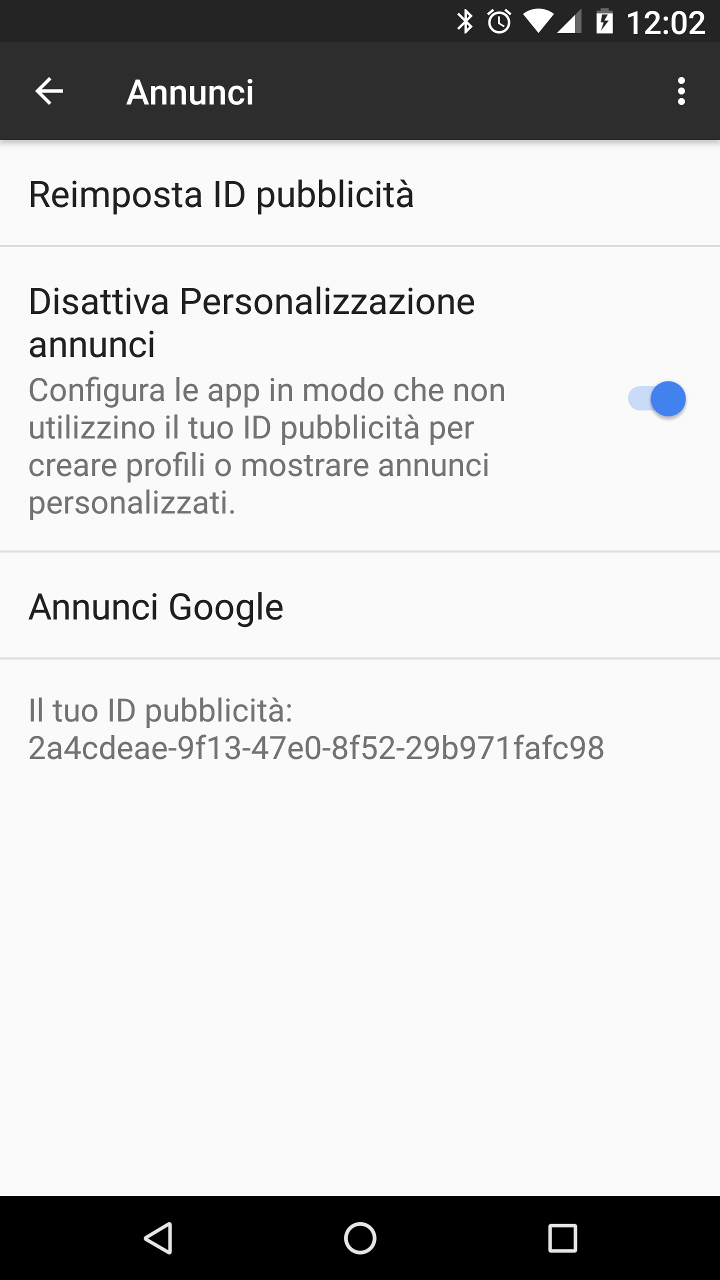 12:02
Annunci
Reimposta ID pubblicità
Disattiva Personalizzazione
annunci
Configura le app in modo che non
utilizzino il tuo ID pubblicità per
creare profili o mostrare annunci
personalizzati.
Annunci Google
Il tuo ID pubblicità:
2a4cdeae-9f13-47e0-8f52-29b971fafc98